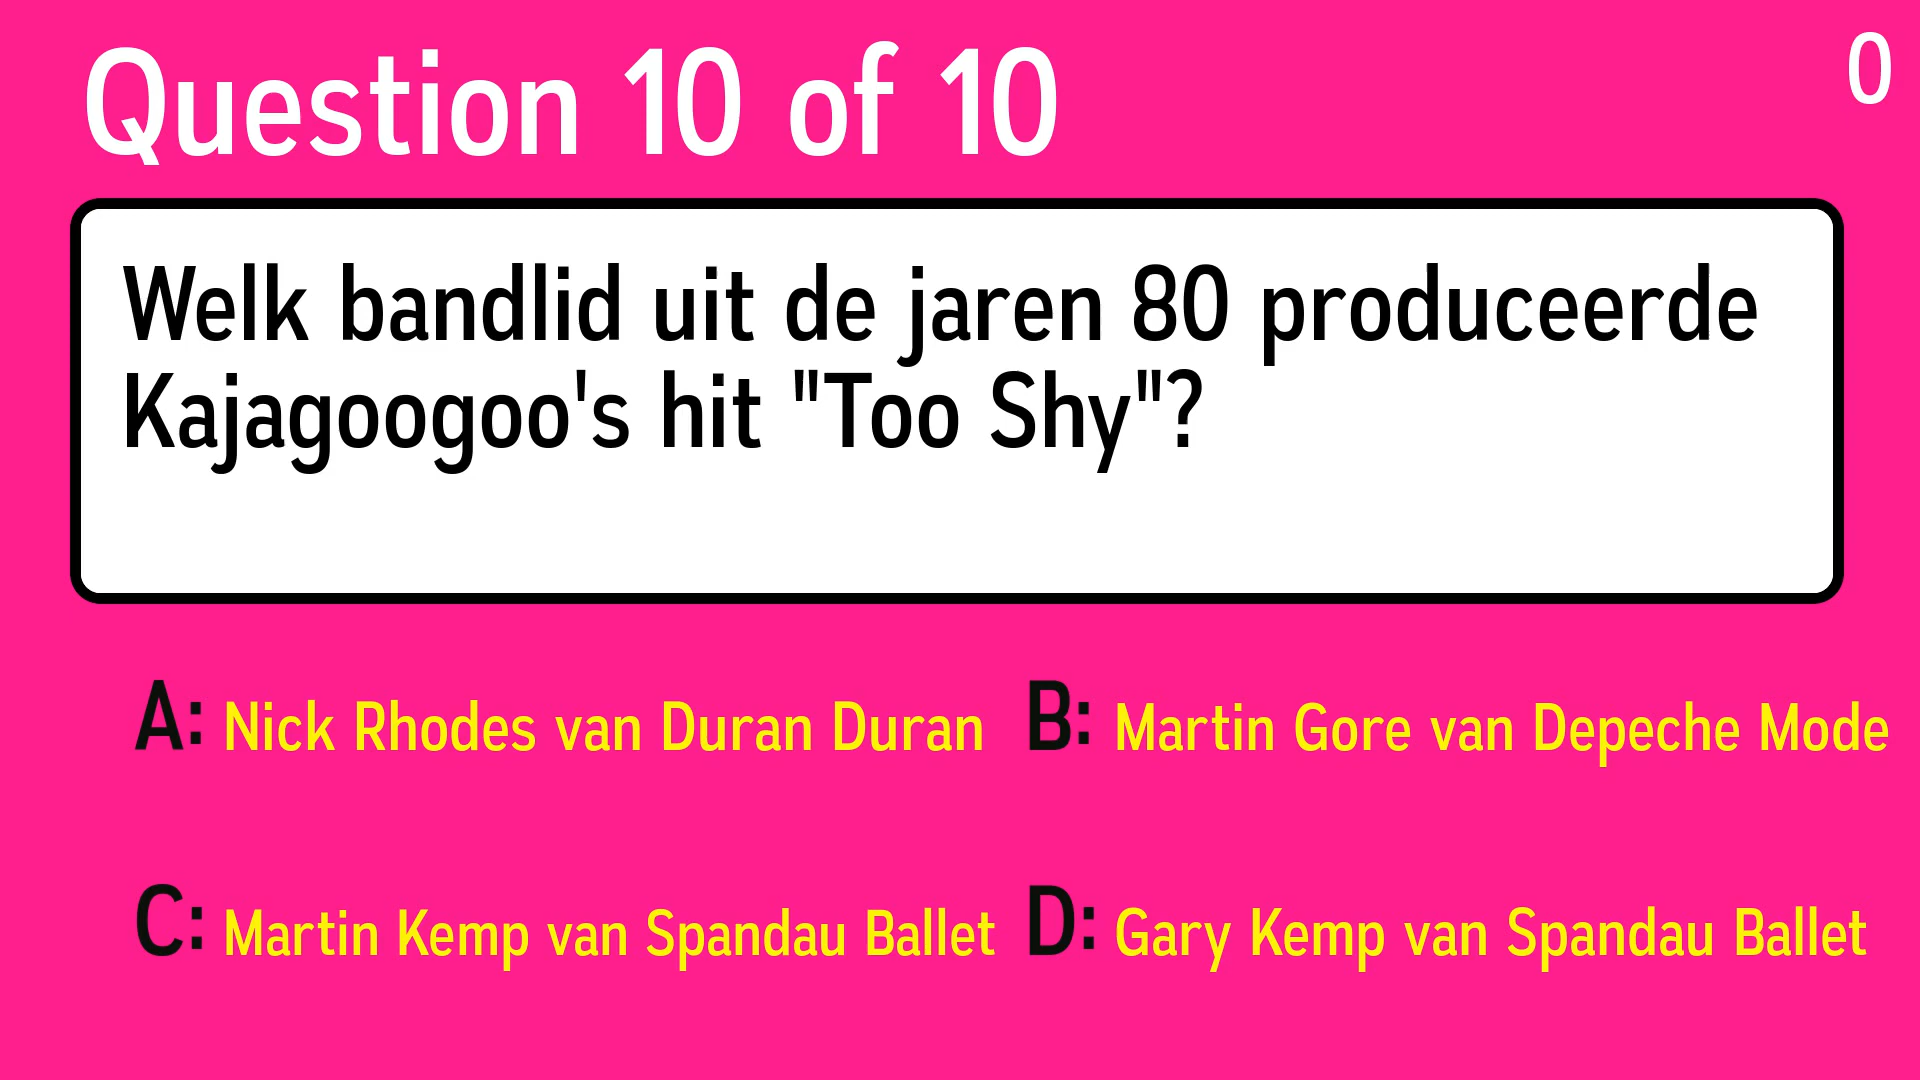 Question 10 of 10
0
Welk bandlid uit de jaren 80 produceerde
Kajagoogoo's hit "Too Shy"?
A: Nick Rhodes van Duran Duran
B: Martin Gore van Depeche Mode
C: Martin Kemp van Spandau Ballet
D: Gary Kemp van Spandau Ballet